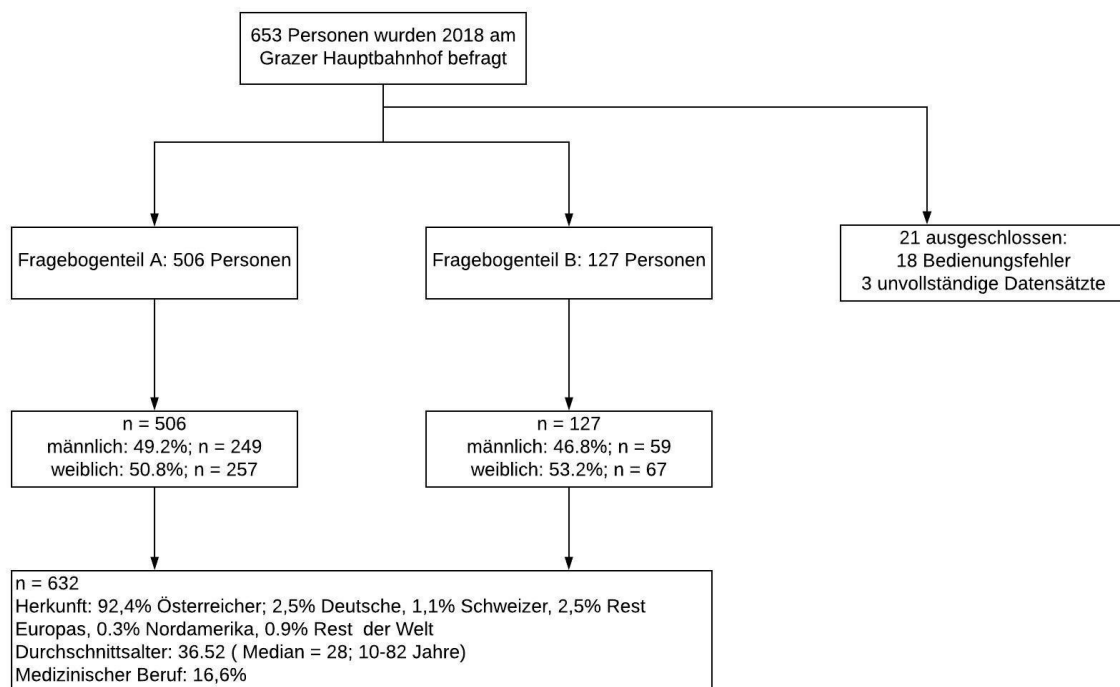 653 Personen wurden 2018 am
Grazer Hauptbahnhof befragt
Fragebogenteil A: 506 Personen
Fragebogenteil B: 127 Personen
21 ausgeschlossen:
18 Bedienungsfehler
3 unvollständige Datensätzte
n = 506
männlich: 49.2%; n = 249
weiblich: 50.8%; n = 257
n = 127
männlich: 46.8%; n = 59
weiblich: 53.2%; n = 67
n = 632
Herkunft: 92,4% Österreicher; 2,5% Deutsche, 1,1% Schweizer, 2,5% Rest
Europas, 0.3% Nordamerika, 0.9% Rest der Welt
Durchschnittsalter: 36.52 ( Median = 28; 10-82 Jahre)
Medizinischer Beruf: 16,6%